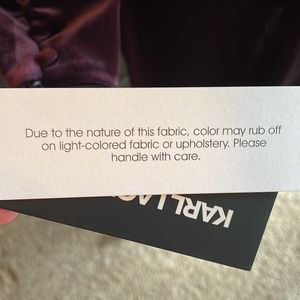 Due to the nature of this fabric, color may rub off
on light-colored fabric or upholstery. Please
handle with care.
KARL